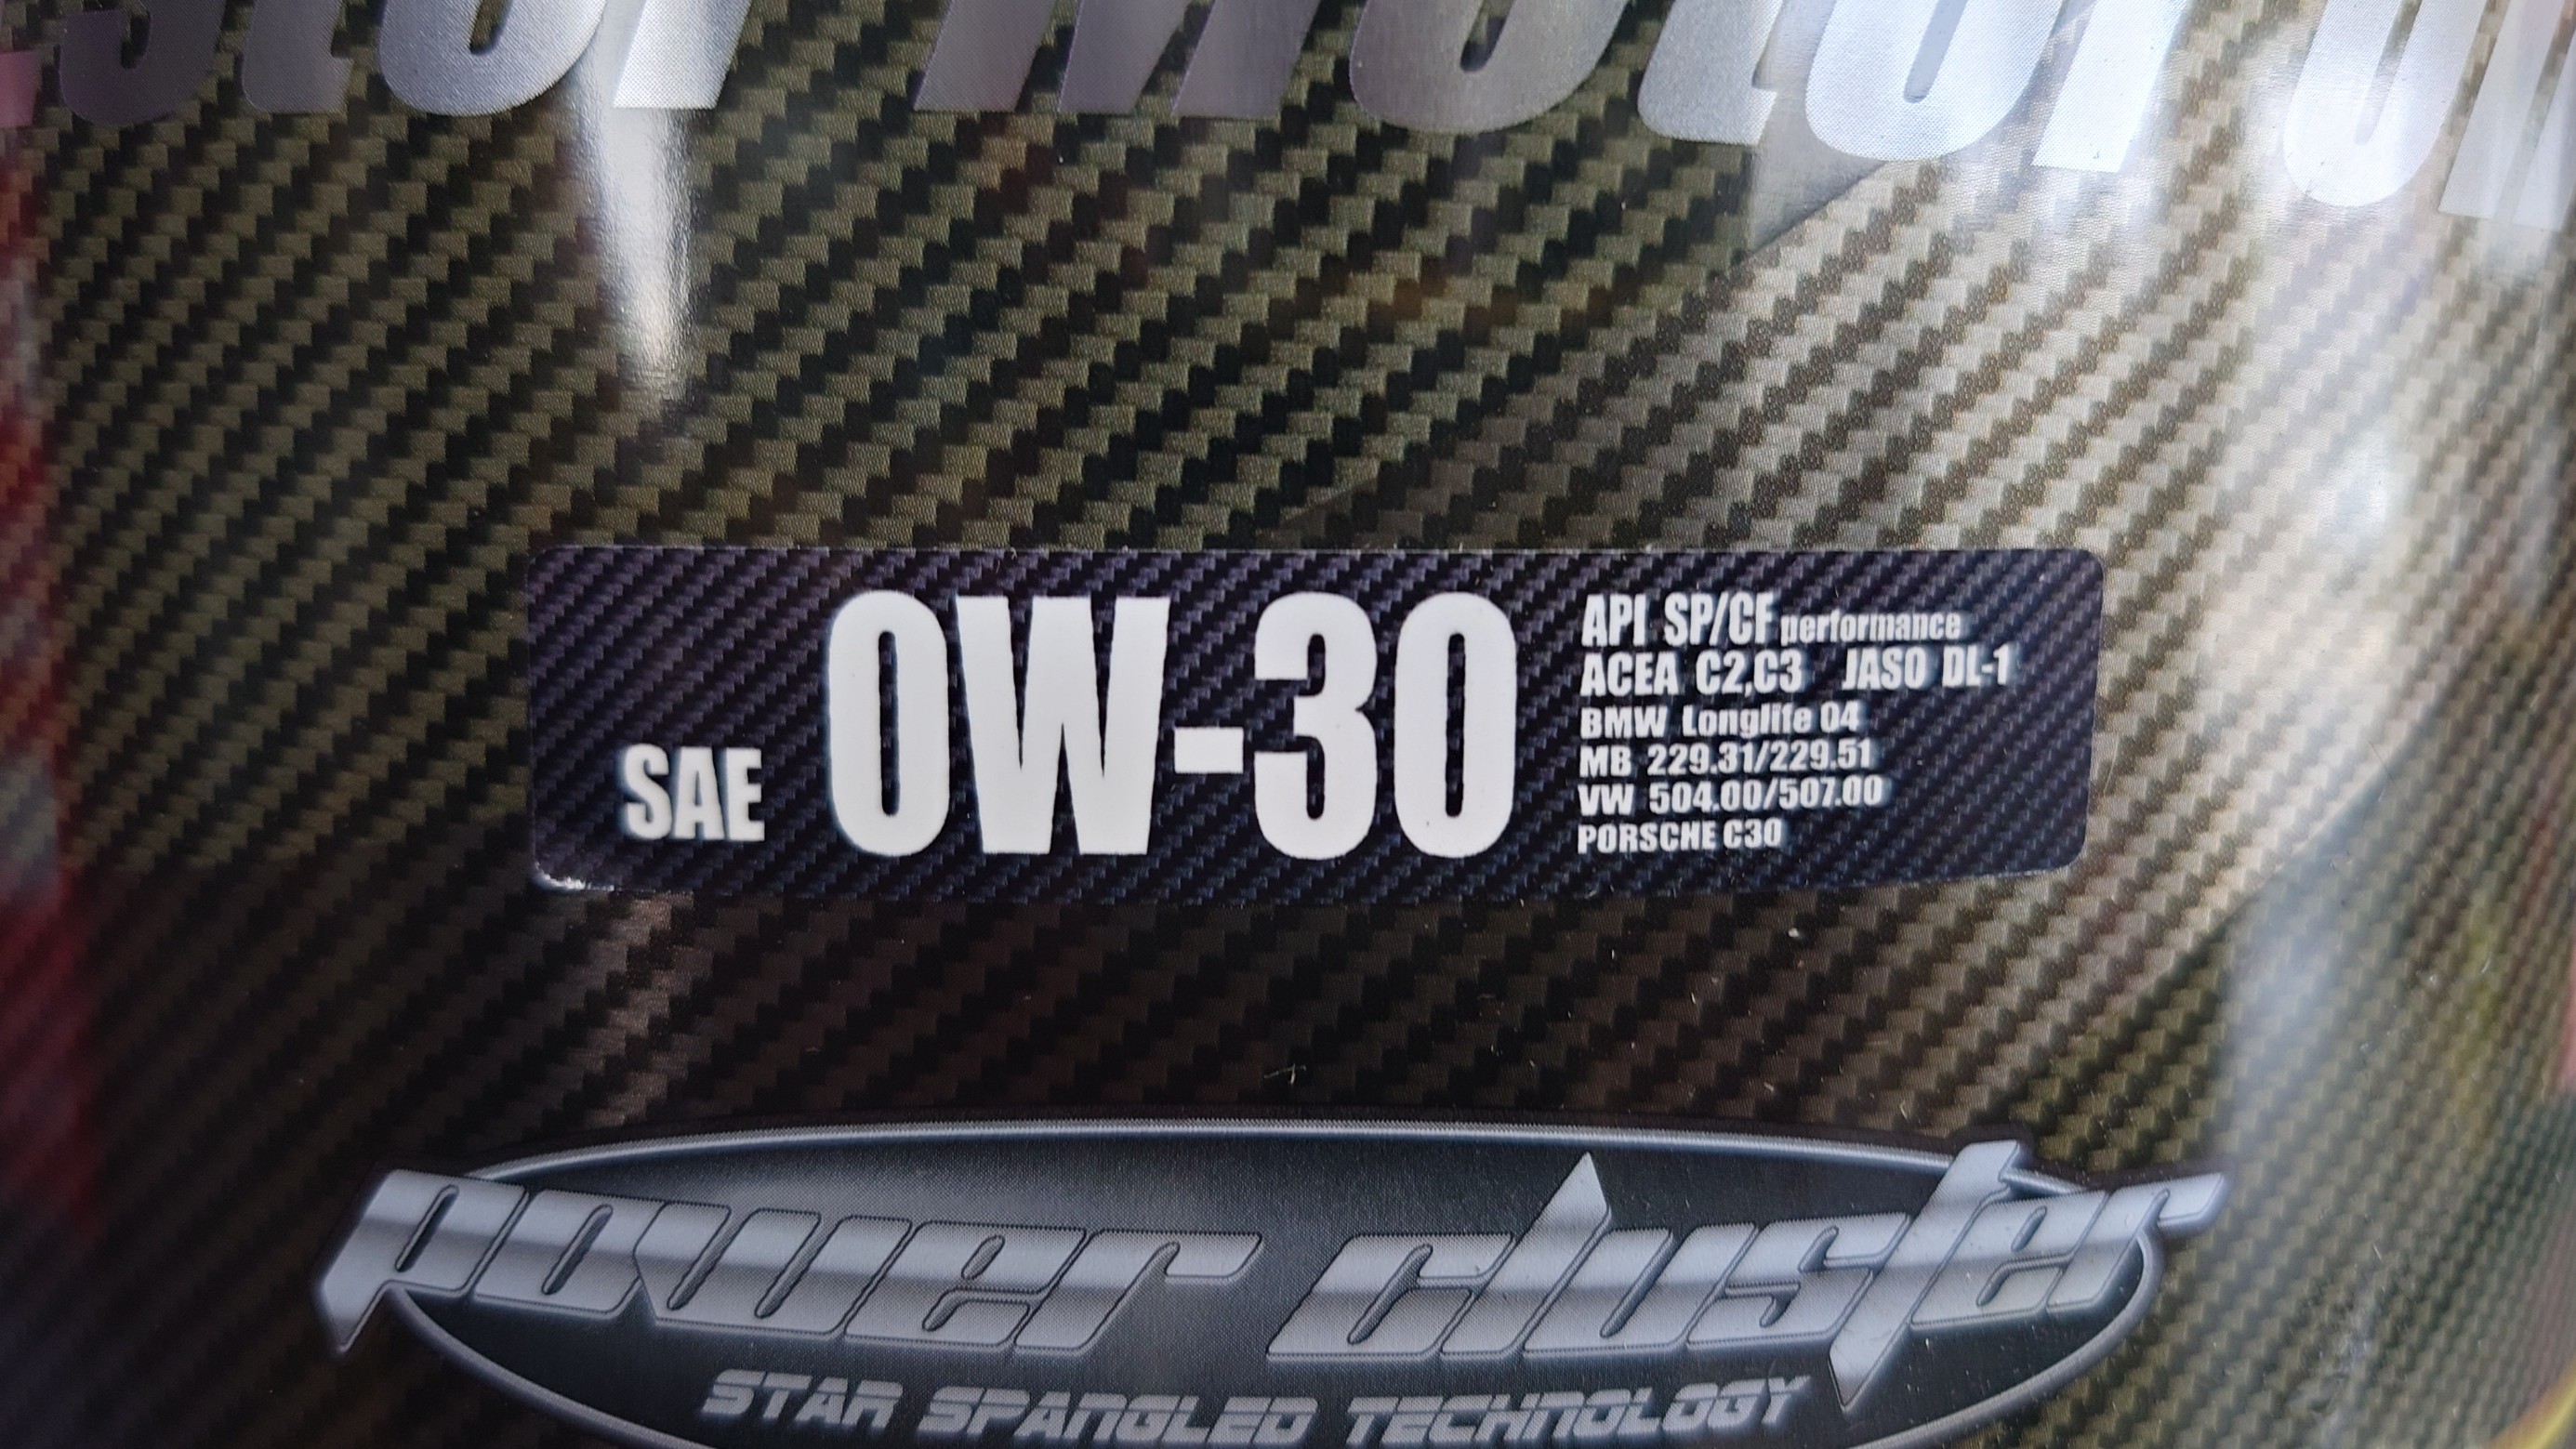 Motor
SAE 0W-30
API SP/CF performance
ACEA C2,C3 JASO DL-1
BMW Longlife 04
MB 229.31/229.51
VW 504.00/507.00
PORSCHE C30
power cluster
STAR SPANGLED TECHNOLOGY